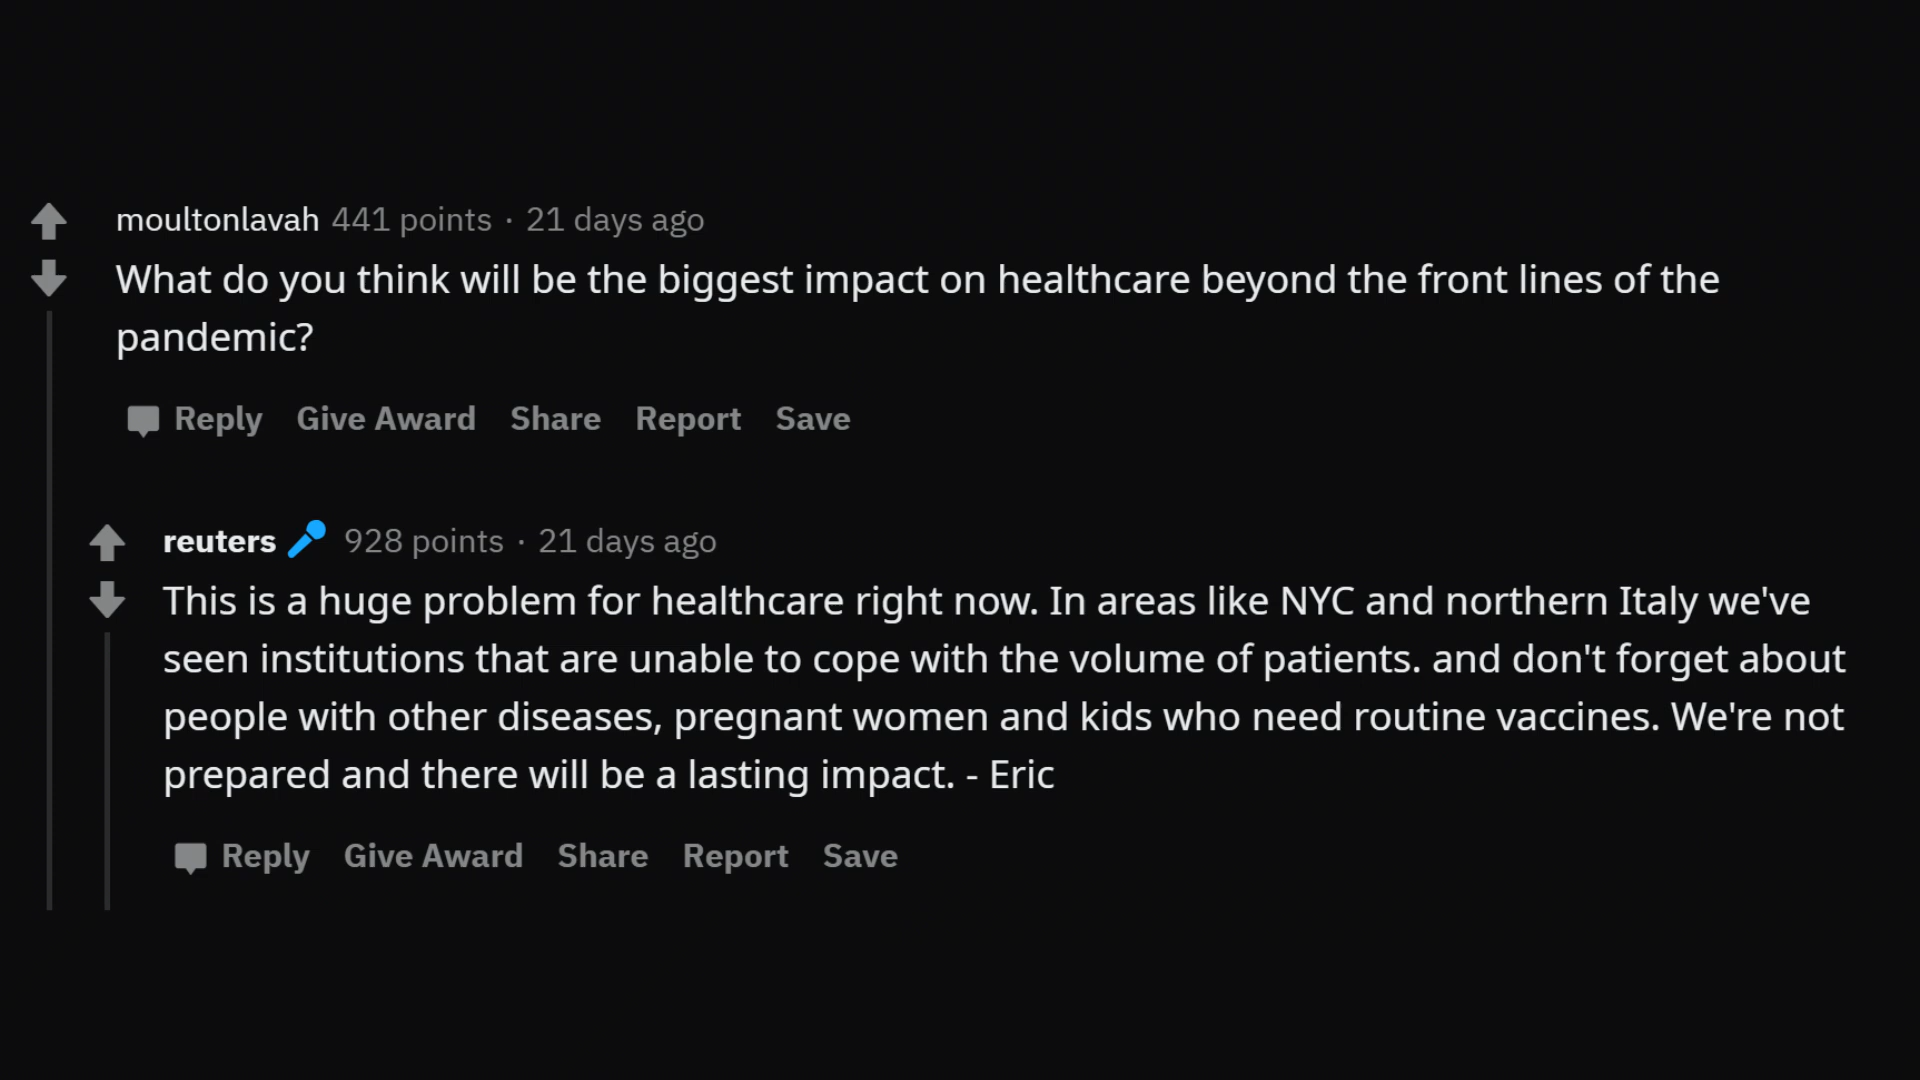 moultonlavah 441 points · 21 days ago
What do you think will be the biggest impact on healthcare beyond the front lines of the
pandemic?
Reply Give Award Share Report Save
reuters 928 points · 21 days ago
This is a huge problem for healthcare right now. In areas like NYC and northern Italy we've
seen institutions that are unable to cope with the volume of patients. and don't forget about
people with other diseases, pregnant women and kids who need routine vaccines. We're not
prepared and there will be a lasting impact. - Eric
Reply Give Award Share Report Save